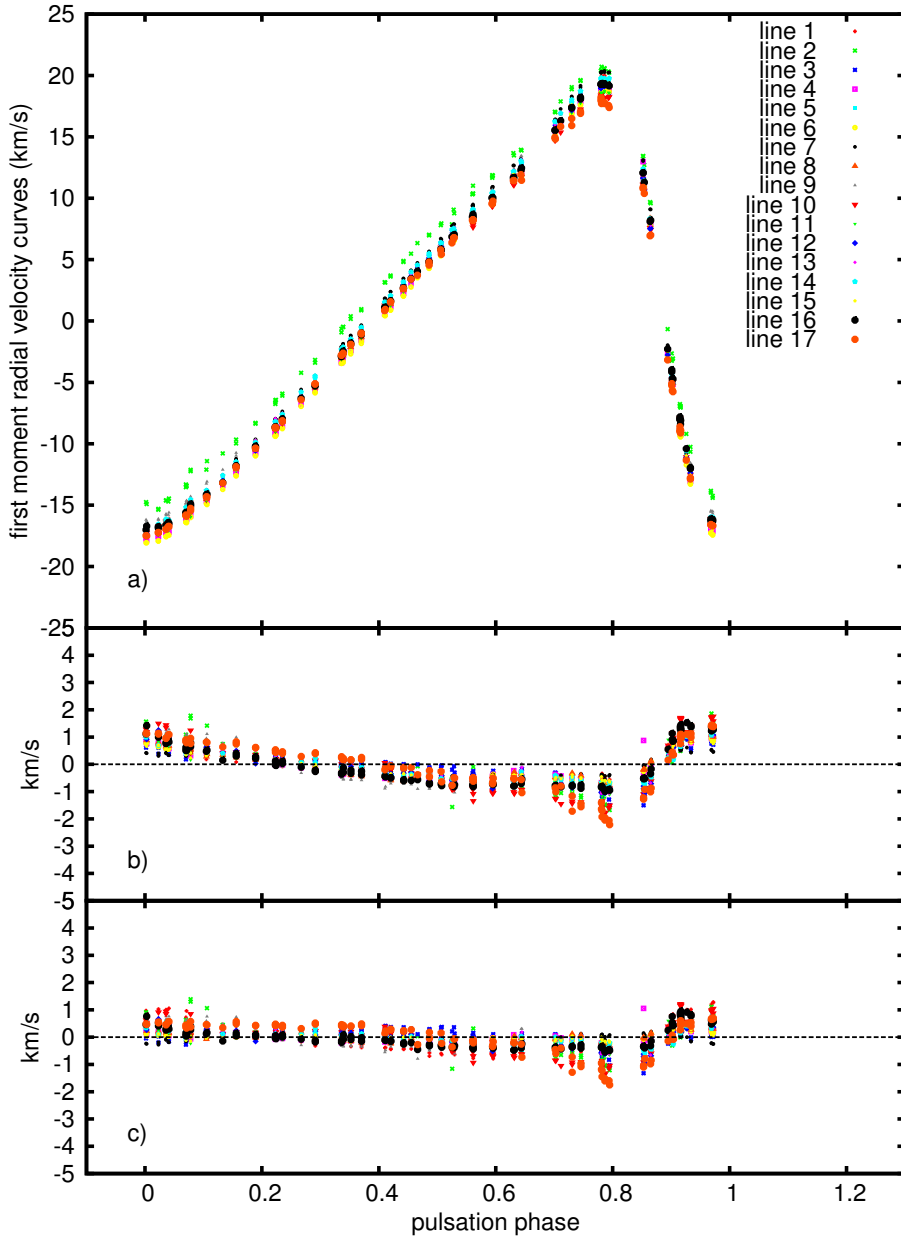 first moment radial velocity curves (km/s)
25
20
15
10
5
0
-5
-10
-15
-20
-25
line 1
line 2
line 3
line 4
line 5
line 6
line 7
line 8
line 9
line 10
line 11
line 12
line 13
line 14
line 15
line 16
line 17
a)
km/s
4
3
2
1
0
-1
-2
-3
-4
-5
b)
km/s
5
4
3
2
1
0
-1
-2
-3
-4
-5
c)
0 0.2 0.4 0.6 0.8 1 1.2
pulsation phase